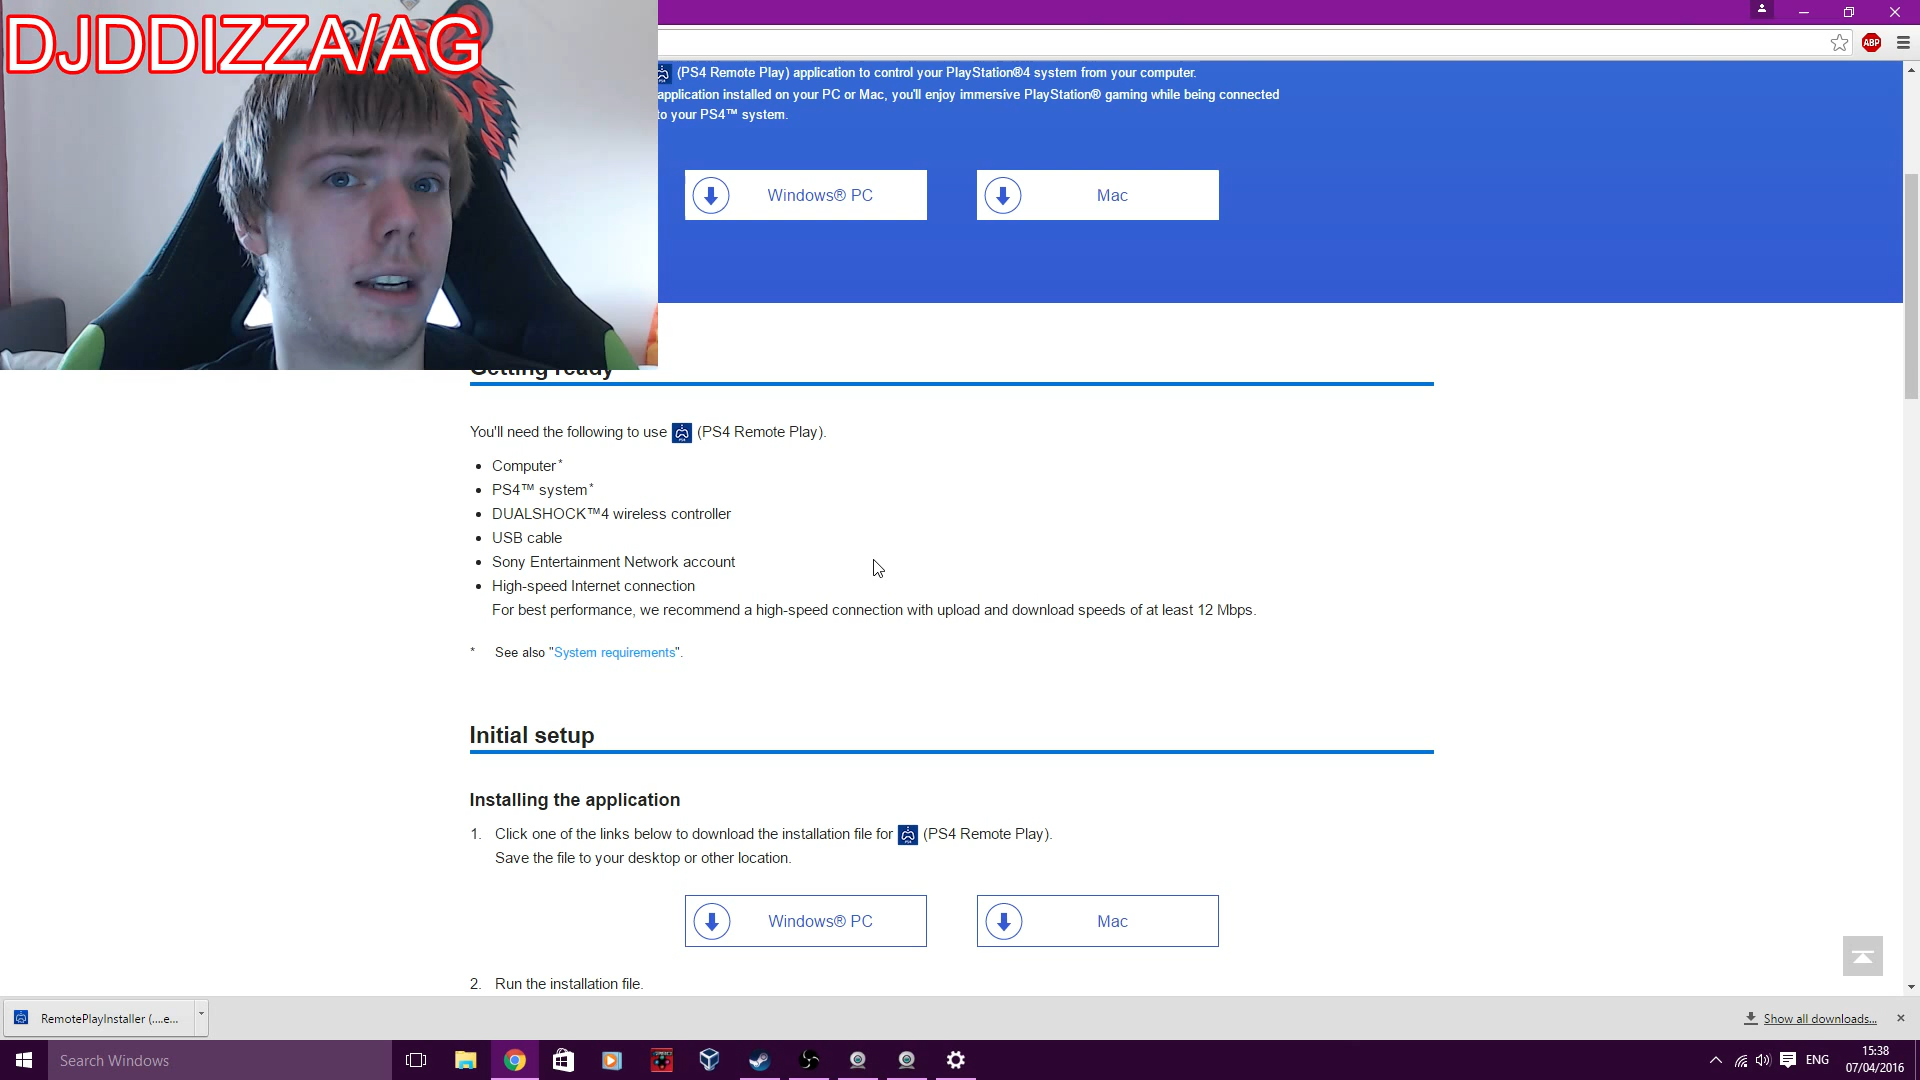 DJDDIZZA/AG
ABP
(PS4 Remote Play) application to control your PlayStation®4 system from your computer.
application installed on your PC or Mac, you'll enjoy immersive PlayStation® gaming while being connected
to your PS4™ system.
Windows® PC
Mac
Getting ready
You'll need the following to use (PS4 Remote Play).
• Computer*
• PS4™ system*
• DUALSHOCK™4 wireless controller
• USB cable
• Sony Entertainment Network account
• High-speed Internet connection
For best performance, we recommend a high-speed connection with upload and download speeds of at least 12 Mbps.
* See also "System requirements".
Initial setup
Installing the application
1. Click one of the links below to download the installation file for (PS4 Remote Play).
Save the file to your desktop or other location.
Windows® PC
Mac
2. Run the installation file.
RemotePlayInstaller (....e...
Show all downloads...
Search Windows
ENG
15:38
07/04/2016